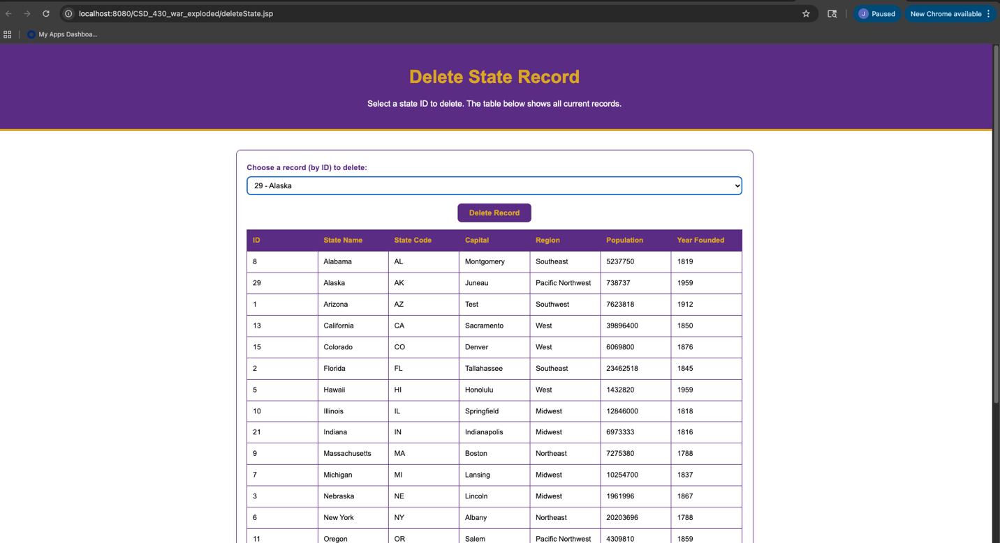 localhost:8080/CSD_430_war_exploded/deleteState.jsp
J Paused New Chrome available
My Apps Dashboa...
Delete State Record
Select a state ID to delete. The table below shows all current records.
Choose a record (by ID) to delete:
29 - Alaska
Delete Record
ID State Name State Code Capital Region Population Year Founded
8 Alabama AL Montgomery Southeast 5237750 1819
29 Alaska AK Juneau Pacific Northwest 738737 1959
1 Arizona AZ Test Southwest 7623818 1912
13 California CA Sacramento West 39896400 1850
15 Colorado CO Denver West 6069800 1876
2 Florida FL Tallahassee Southeast 23462518 1845
5 Hawaii HI Honolulu West 1432820 1959
10 Illinois IL Springfield Midwest 12846000 1818
21 Indiana IN Indianapolis Midwest 6973333 1816
9 Massachusetts MA Boston Northeast 7275380 1788
7 Michigan MI Lansing Midwest 10254700 1837
3 Nebraska NE Lincoln Midwest 1961996 1867
6 New York NY Albany Northeast 20203696 1788
11 Oregon OR Salem Pacific Northwest 4309810 1859